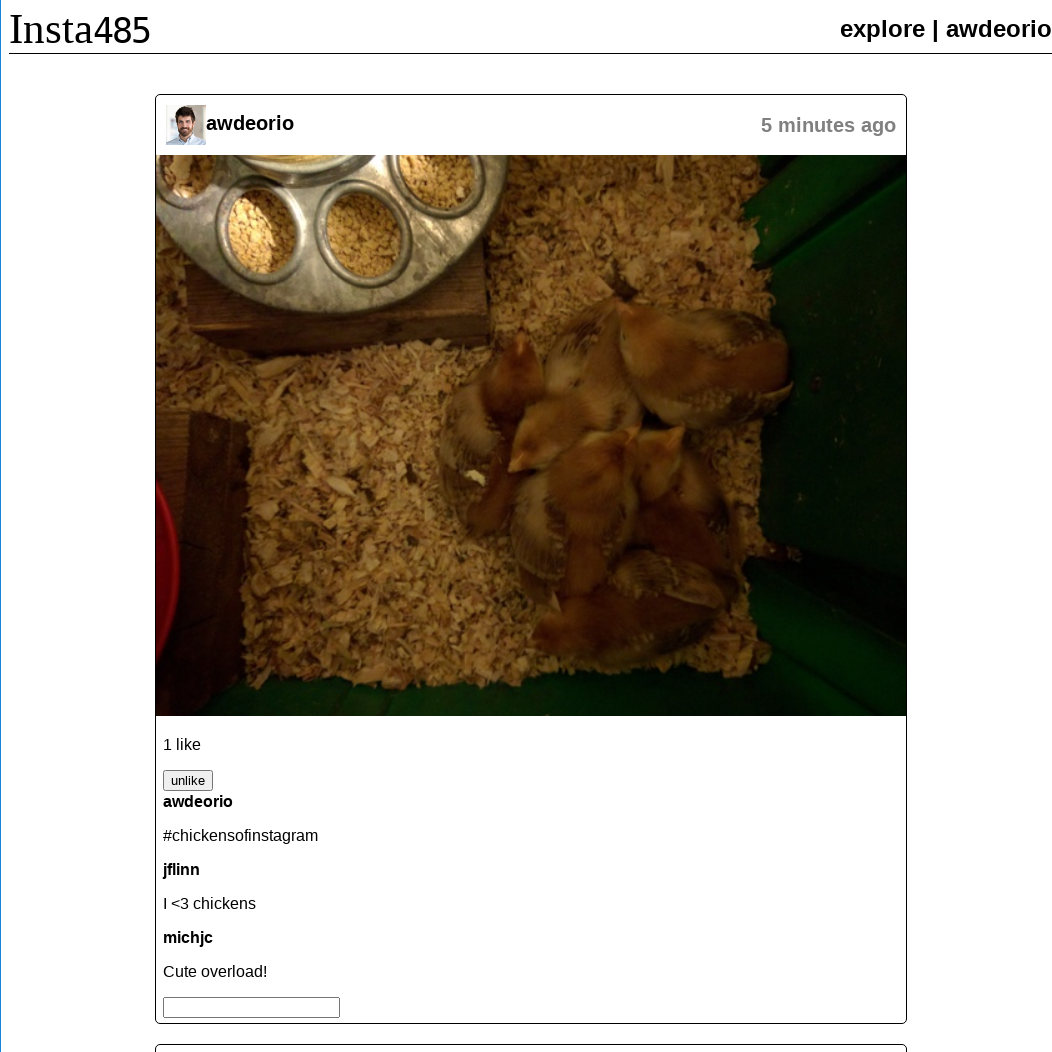 Insta485
explore | awdeorio
awdeorio
5 minutes ago
1 like
unlike
awdeorio
#chickensofinstagram
jflinn
I <3 chickens
michjc
Cute overload!